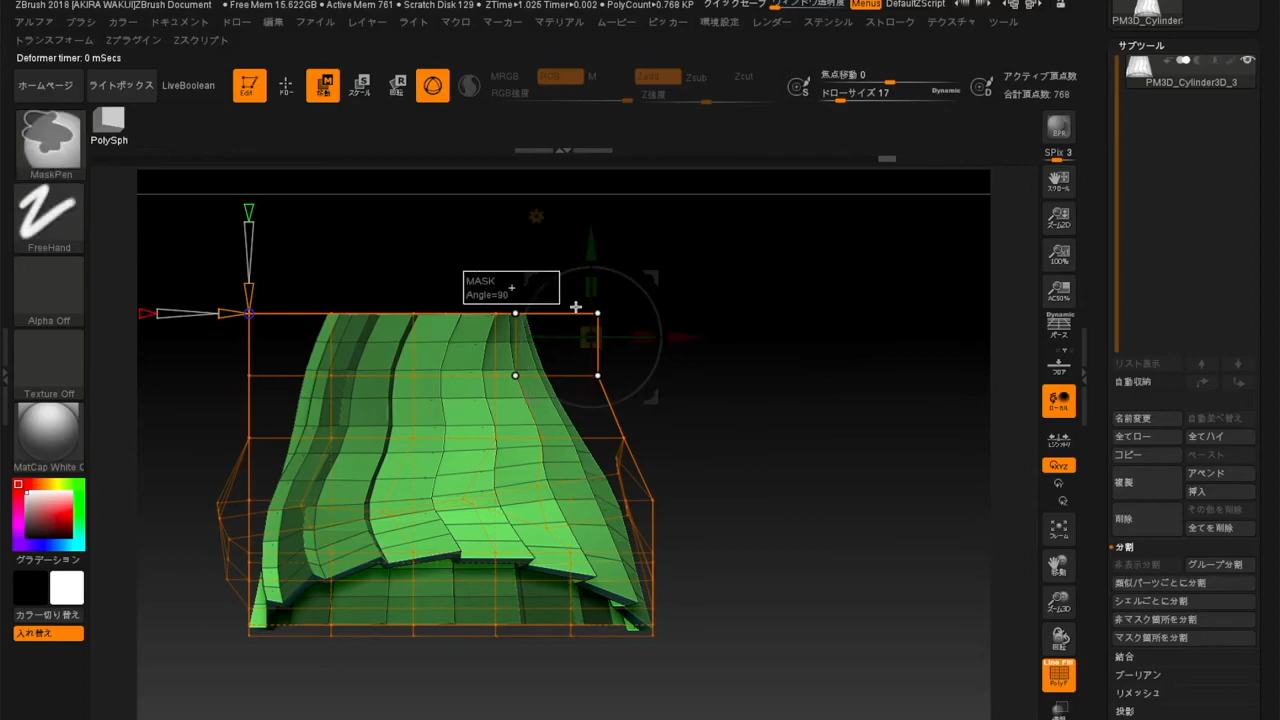 ZBrush 2018 [AKIRA WAKUI]ZBrush Document • Free Mem 15.622GB • Active Mem 761 • Scratch Disk 129 • ZTime▸1.025 Timer▸0.002 • PolyCount▸0.768 KP
クイックセーブ ウィンドウ透明度 Menus DefaultZScript
アルファ ブラシ カラー ドキュメント ドロー 編集 ファイル レイヤー ライト マクロ マーカー マテリアル ムービー ピッカー 環境設定 レンダー ステンシル ストローク テクスチャ ツール
トランスフォーム Zプラグイン Zスクリプト
Deformer timer: 0 mSecs
ホームページ
ライトボックス
LiveBoolean
Edit
ドロー
移動
スケール
回転
MRGB
RGB
M
RGB強度
Zadd
Zsub
Zcut
Z強度
焦点移動 0
ドローサイズ 17
Dynamic
アクティブ頂点数
合計頂点数: 768
MaskPen
PolySph
FreeHand
Alpha Off
Texture Off
MatCap White C
グラデーション
カラー切り替え
入れ替え
MASK
Angle=90
BPR
SPix 3
スクロール
ズーム2D
100%
AC50%
Dynamic
パース
フロア
ローカル
XYZ
フレーム
移動
ズーム3D
回転
Line Fill
PolyF
PM3D_Cylinder
サブツール
PM3D_Cylinder3D_3
リスト表示
自動収納
名前変更
自動並べ替え
全てロー
全てハイ
コピー
ペースト
複製
アペンド
挿入
削除
その他を削除
全てを削除
分割
非表示分割
グループ分割
類似パーツごとに分割
シェルごとに分割
非マスク箇所を分割
マスク箇所を分割
結合
ブーリアン
リメッシュ
投影